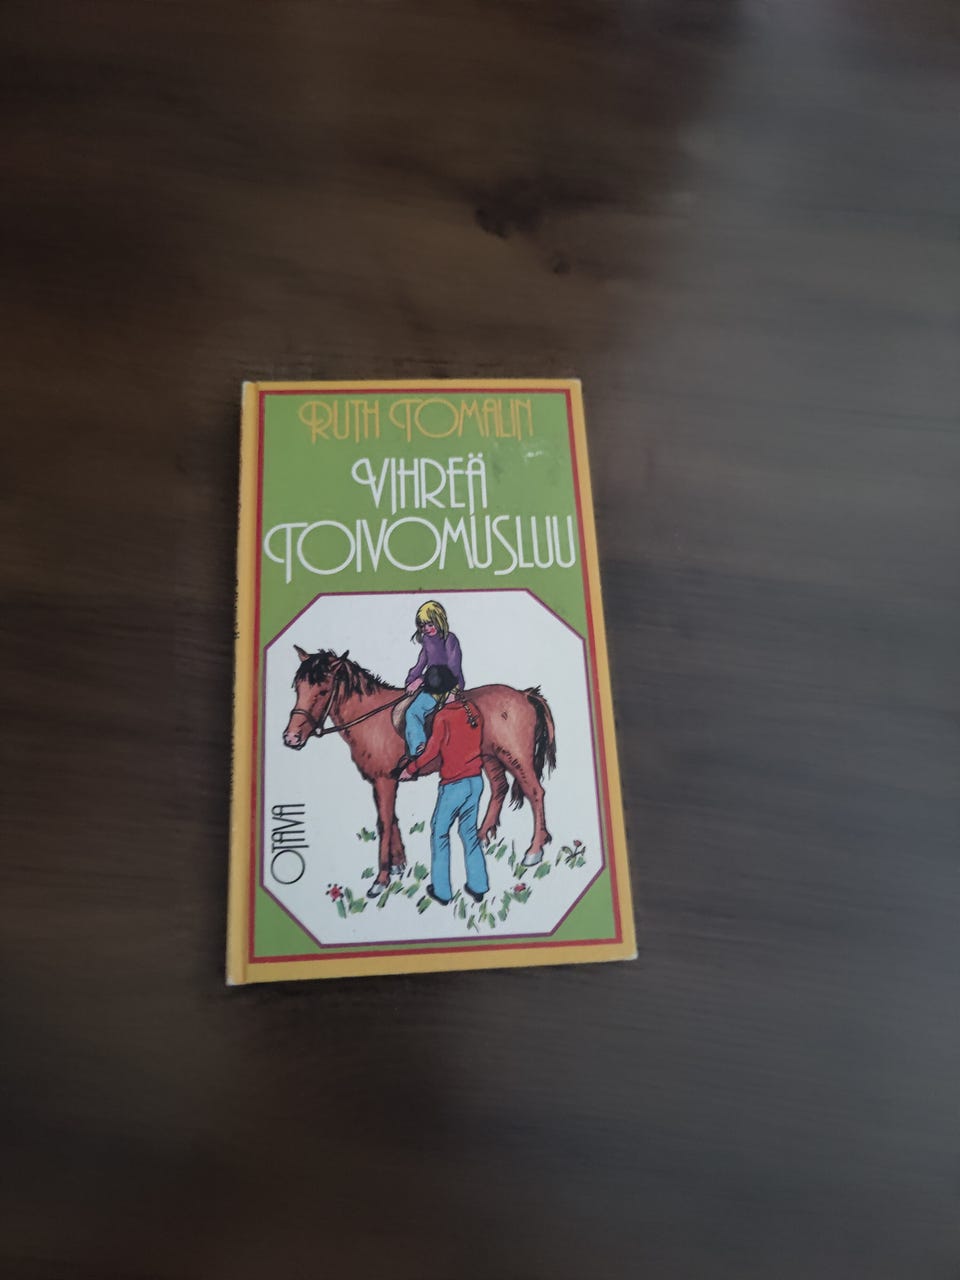 RUTH TOMALIN
VIHREÄ
TOIVOMUSLUU
OTAVA